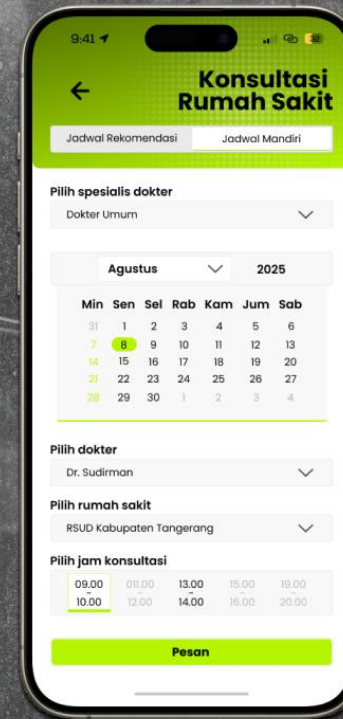 9:41
32
Konsultasi
Rumah Sakit
Jadwal Rekomendasi Jadwal Mandiri
Pilih spesialis dokter
Dokter Umum
Agustus 2025
Min Sen Sel Rab Kam Jum Sab
31 1 2 3 4 5 6
7 8 9 10 11 12 13
14 15 16 17 18 19 20
21 22 23 24 25 26 27
28 29 30 1 2 3 4
Pilih dokter
Dr. Sudirman
Pilih rumah sakit
RSUD Kabupaten Tangerang
Pilih jam konsultasi
09.00 011.00 13.00 15.00 19.00
- - - - -
10.00 12.00 14.00 16.00 20.00
Pesan